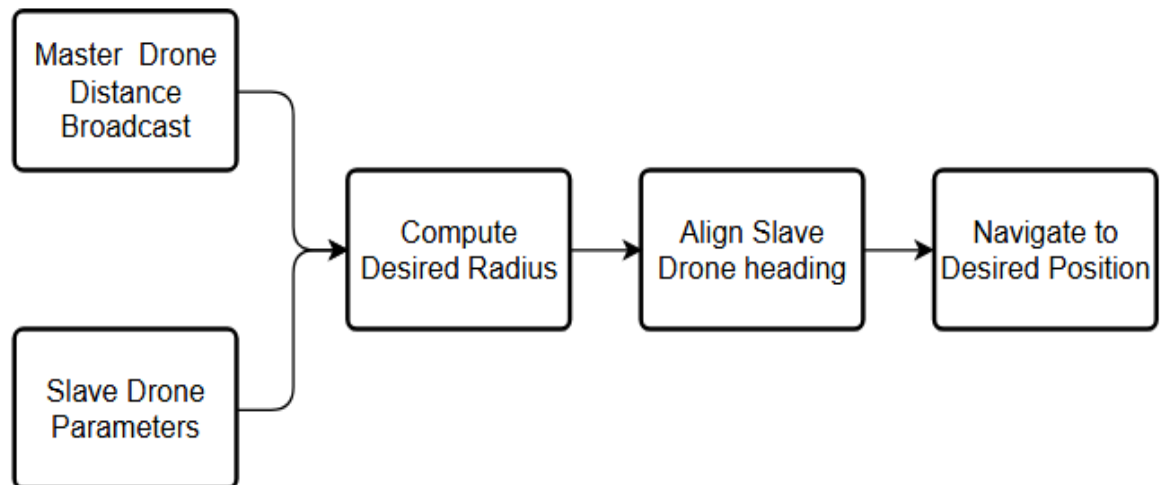 Master Drone
Distance
Broadcast
Compute
Desired Radius
Align Slave
Drone heading
Navigate to
Desired Position
Slave Drone
Parameters